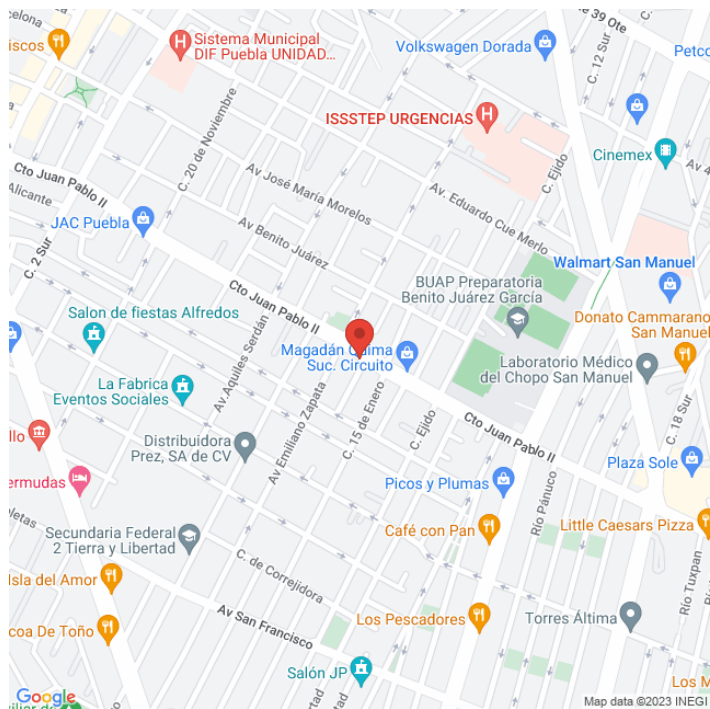 39 Ote
Sistema Municipal
DIF Puebla UNIDAD...
Volkswagen Dorada
C. 12 Sur
Petco
ISSSTEP URGENCIAS
C. 20 de Noviembre
Cinemex
C. Ejido
Cto Juan Pablo II
Alicante
Av José María Morelos
Av. Eduardo Cue Merlo
JAC Puebla
Av Benito Juárez
C. 2 Sur
Walmart San Manuel
BUAP Preparatoria
Benito Juárez García
Cto Juan Pablo II
Salon de fiestas Alfredos
Donato Cammarano
San Manuel
Av. Aquiles Serdán
Magadán
Suc. Circuito
Laboratorio Médico
del Chopo San Manuel
La Fabrica
Eventos Sociales
Av Emiliano Zapata
C. 15 de Enero
C. Ejido
Cto Juan Pablo II
C. 18 Sur
Distribuidora
Prez, SA de CV
Plaza Sole
Picos y Plumas
Río Pánuco
Secundaria Federal
2 Tierra y Libertad
Café con Pan
Little Caesars Pizza
C. de Correjidora
Río Tuxpan
Isla del Amor
Av San Francisco
Los Pescadores
Torres Áltima
De Toño
Salón JP
Los M
Google
Map data ©2023 INEGI